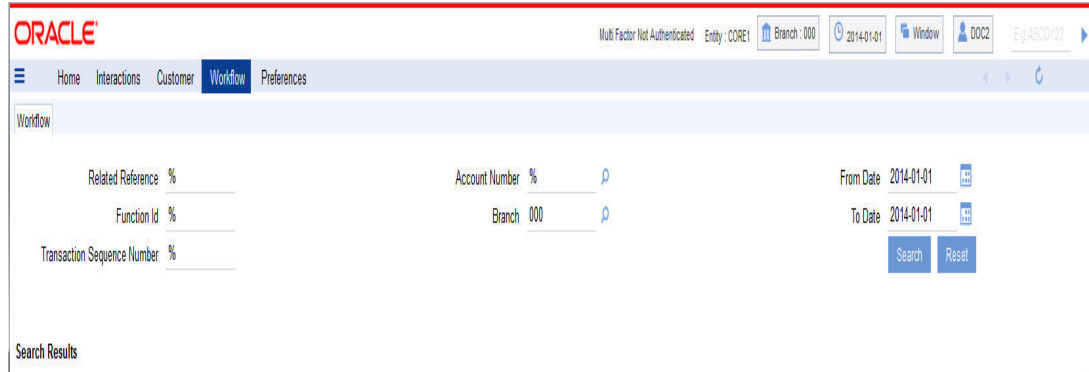 ORACLE
Multi Factor Not Authenticated Entity : CORE1 Branch : 000 2014-01-01 Window DOC2 E.g.ABCD123
Home Interactions Customer Workflow Preferences
Workflow
Related Reference % Account Number % From Date 2014-01-01
Function Id % Branch 000 To Date 2014-01-01
Transaction Sequence Number % Search Reset
Search Results